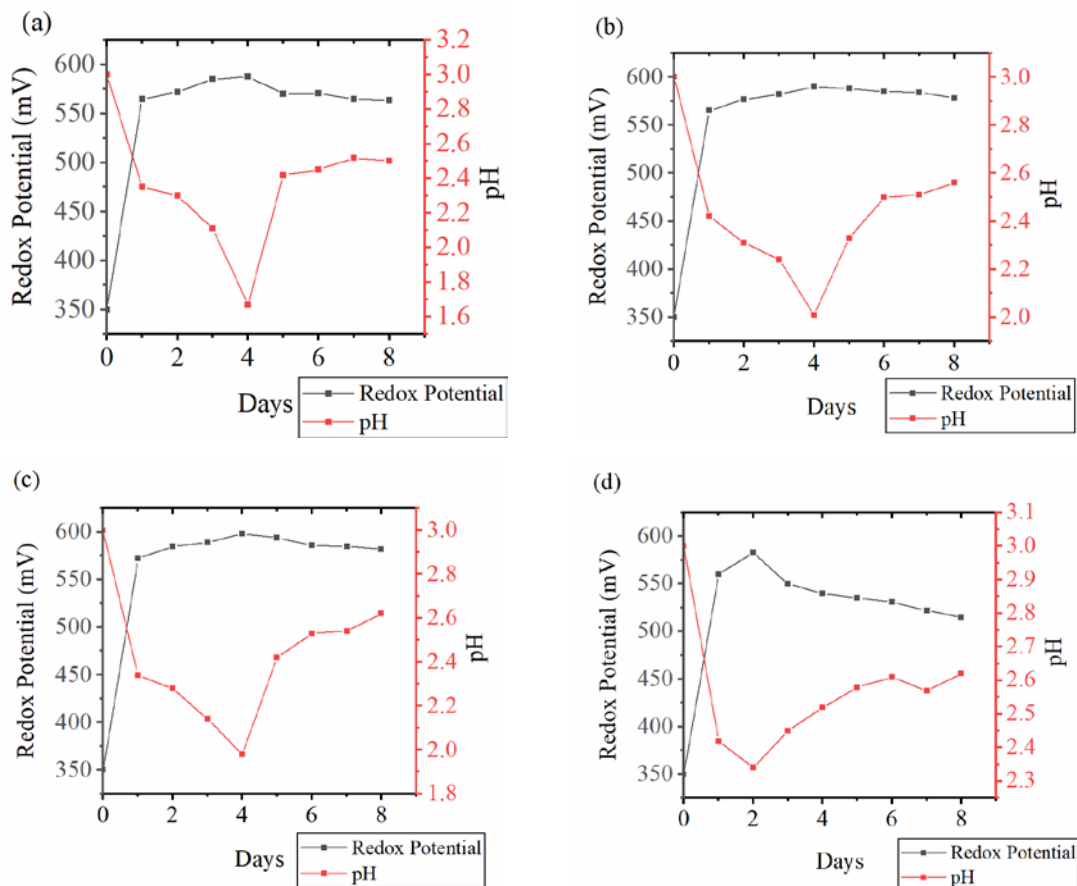 (a)
Redox Potential (mV)
600
550
500
450
400
350
3.2
3.0
2.8
2.6
2.4
2.2
2.0
1.8
1.6
pH
0 2 4 6 8
Days
Redox Potential
pH
(b)
Redox Potential (mV)
600
550
500
450
400
350
3.0
2.8
2.6
2.4
2.2
2.0
pH
0 2 4 6 8
Days
Redox Potential
pH
(c)
Redox Potential (mV)
600
550
500
450
400
350
3.0
2.8
2.6
2.4
2.2
2.0
1.8
pH
0 2 4 6 8
Days
Redox Potential
pH
(d)
Redox Potential (mV)
600
550
500
450
400
350
3.1
3.0
2.9
2.8
2.7
2.6
2.5
2.4
2.3
pH
0 2 4 6 8
Days
Redox Potential
pH